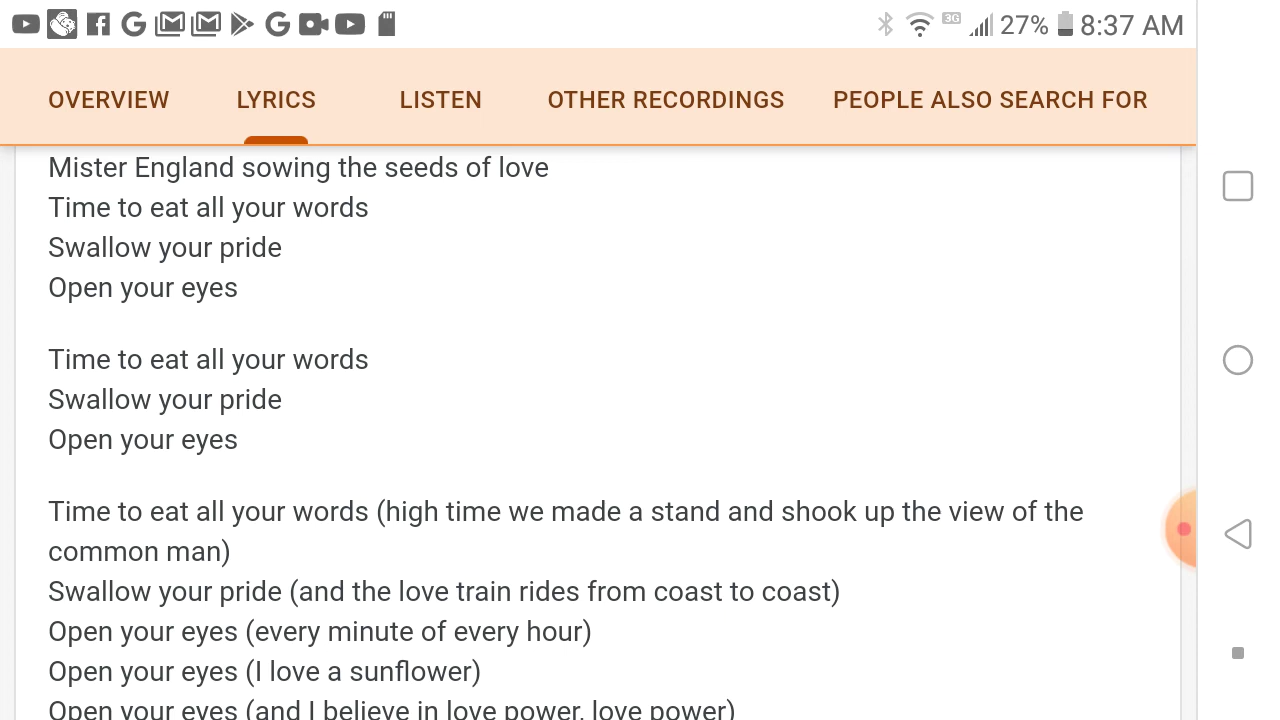 3G 27% 8:37 AM
OVERVIEW LYRICS LISTEN OTHER RECORDINGS PEOPLE ALSO SEARCH FOR
Mister England sowing the seeds of love
Time to eat all your words
Swallow your pride
Open your eyes
Time to eat all your words
Swallow your pride
Open your eyes
Time to eat all your words (high time we made a stand and shook up the view of the
common man)
Swallow your pride (and the love train rides from coast to coast)
Open your eyes (every minute of every hour)
Open your eyes (I love a sunflower)
Open your eyes (and I believe in love power, love power)